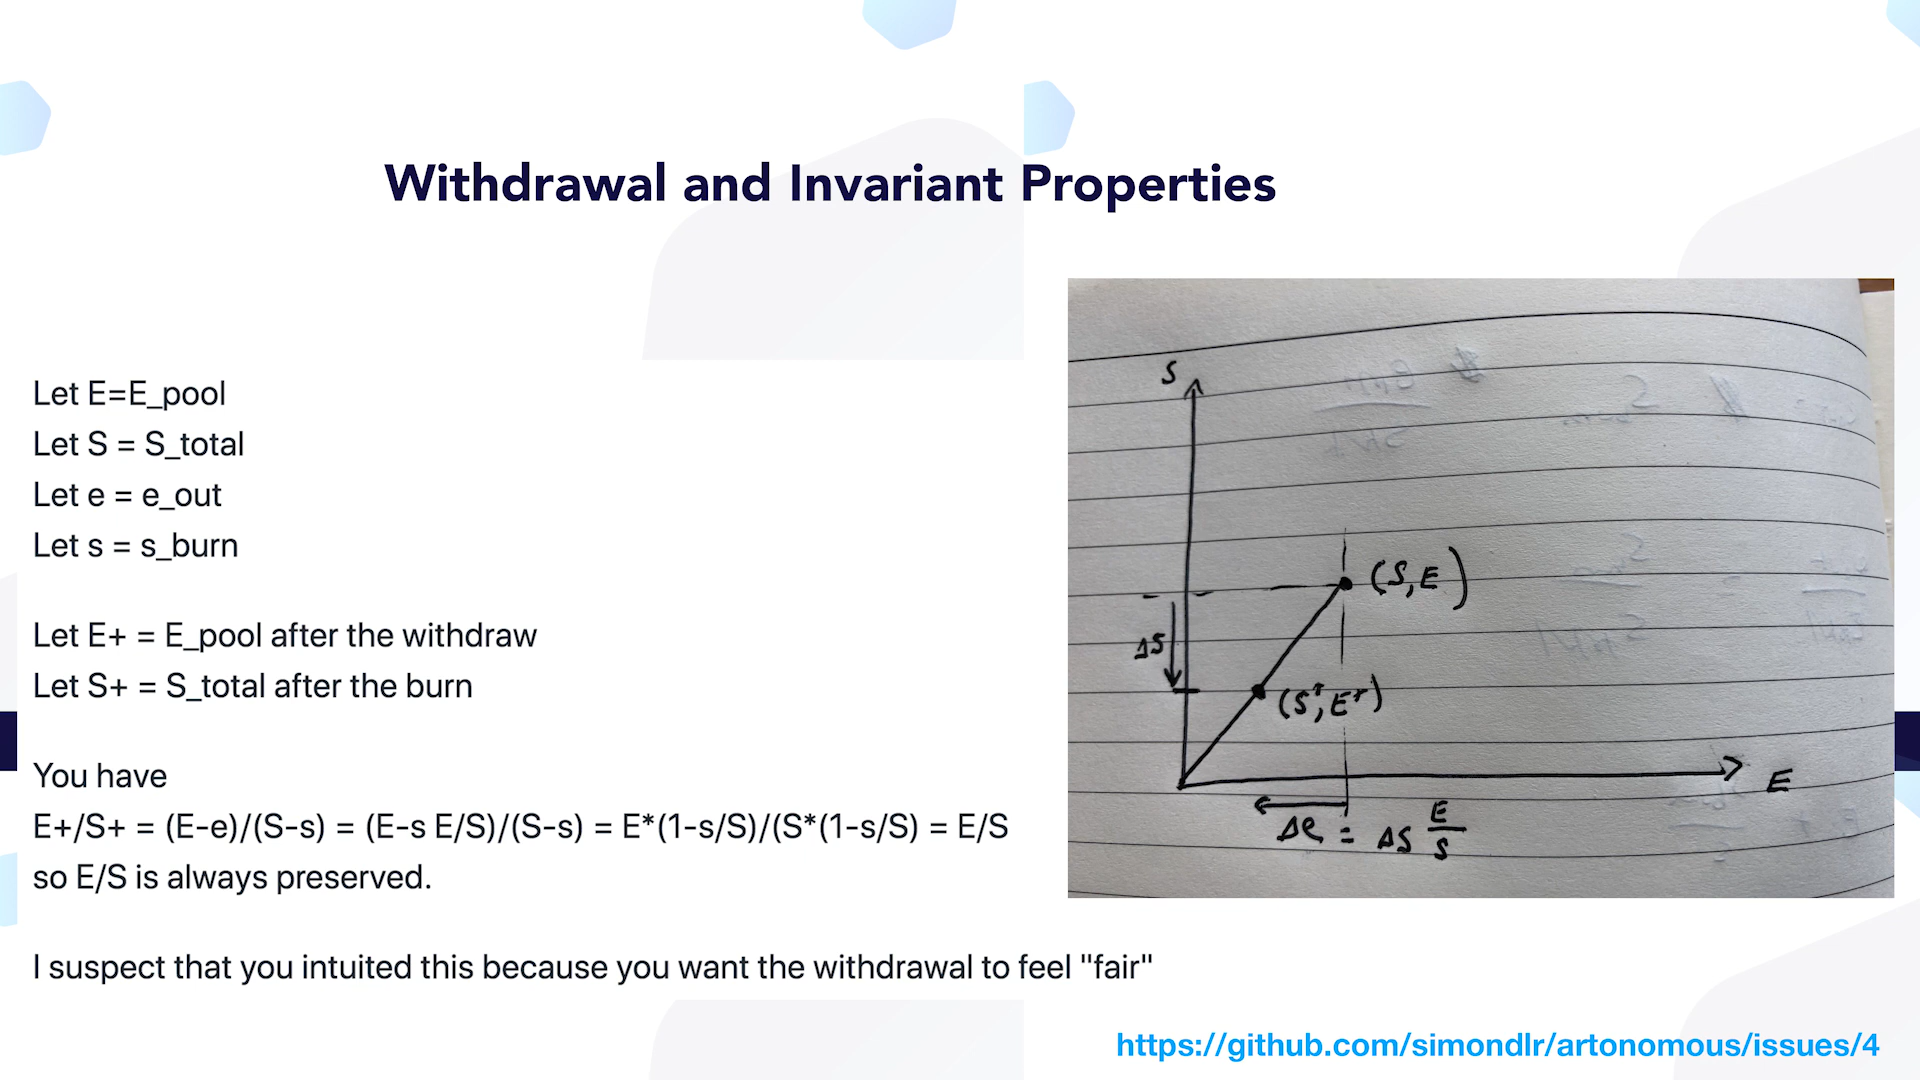 Withdrawal and Invariant Properties
Let E=E_pool
Let S = S_total
Let e = e_out
Let s = s_burn
Let E+ = E_pool after the withdraw
Let S+ = S_total after the burn
You have
E+/S+ = (E-e)/(S-s) = (E-s E/S)/(S-s) = E*(1-s/S)/(S*(1-s/S) = E/S
so E/S is always preserved.
I suspect that you intuited this because you want the withdrawal to feel "fair"
S
(S,E)
ΔS
(S⁺,E⁺)
E
Δe = ΔS E/S
https://github.com/simondlr/artonomous/issues/4